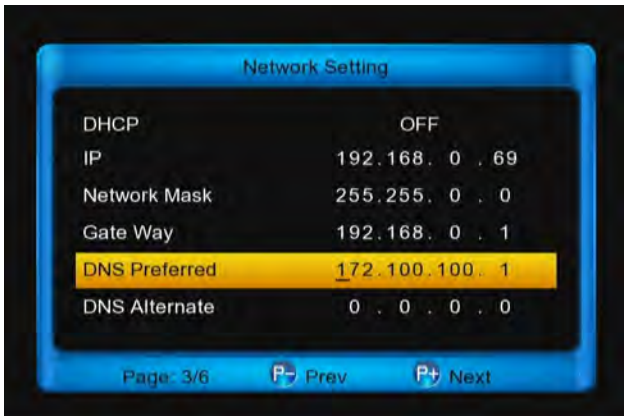 Network Setting
DHCP OFF
IP 192.168. 0 . 69
Network Mask 255.255. 0 . 0
Gate Way 192.168. 0 . 1
DNS Preferred 172.100.100. 1
DNS Alternate 0 . 0 . 0 . 0
Page: 3/6 P- Prev P+ Next